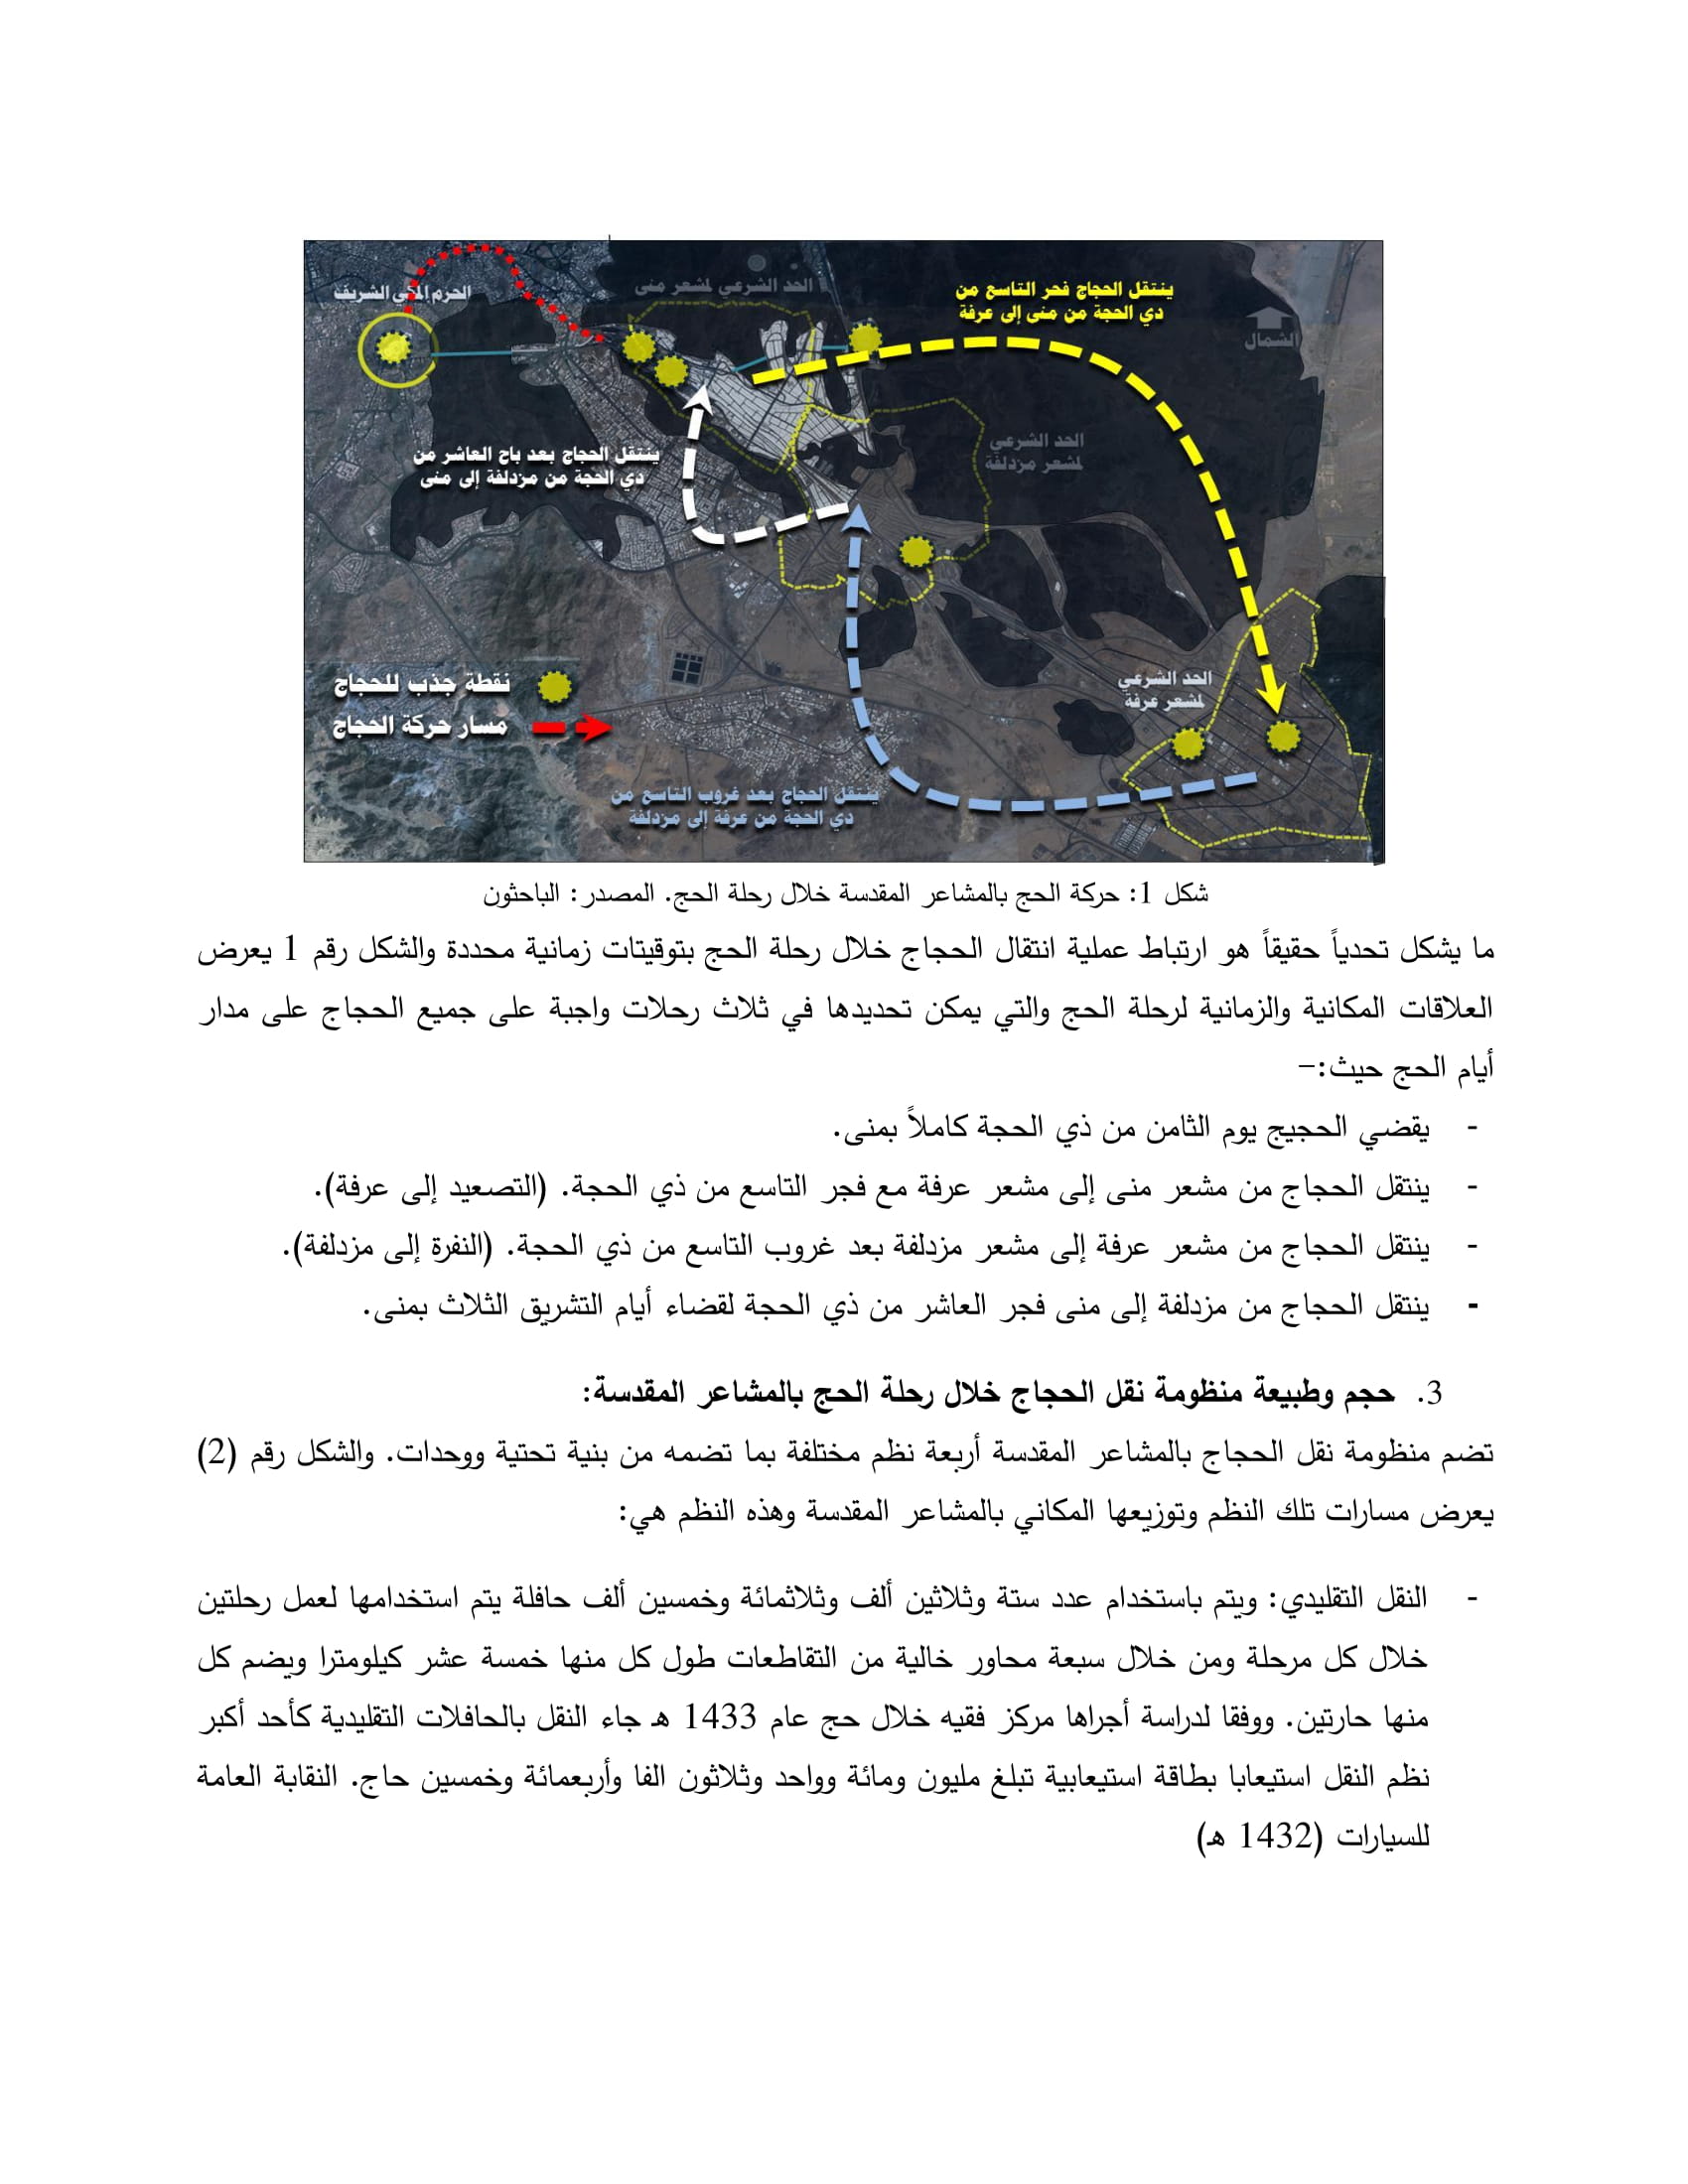 الحرم المكي الشريف
الحد الشرعي لمشعر منى
ينتقل الحجاج فجر التاسع من
دي الحجة من منى إلى عرفة
الشمال
الحد الشرعي
لمشعر مزدلفة
ينتقل الحجاج بعد باح العاشر من
دي الحجة من مزدلفة إلى منى
الحد الشرعي
لمشعر عرفة
نقطة جذب للحجاج
مسار حركة الحجاج
ينتقل الحجاج بعد غروب التاسع من
دي الحجة من عرفة إلى مزدلفة
شكل 1: حركة الحج بالمشاعر المقدسة خلال رحلة الحج. المصدر: الباحثون
ما يشكل تحدياً حقيقاً هو ارتباط عملية انتقال الحجاج خلال رحلة الحج بتوقيتات زمانية محددة والشكل رقم 1 يعرض
العلاقات المكانية والزمانية لرحلة الحج والتي يمكن تحديدها في ثلاث رحلات واجبة على جميع الحجاج على مدار
أيام الحج حيث:-
- يقضي الحجيج يوم الثامن من ذي الحجة كاملاً بمنى.
- ينتقل الحجاج من مشعر منى إلى مشعر عرفة مع فجر التاسع من ذي الحجة. (التصعيد إلى عرفة).
- ينتقل الحجاج من مشعر عرفة إلى مشعر مزدلفة بعد غروب التاسع من ذي الحجة. (النفرة إلى مزدلفة).
- ينتقل الحجاج من مزدلفة إلى منى فجر العاشر من ذي الحجة لقضاء أيام التشريق الثلاث بمنى.
3. حجم وطبيعة منظومة نقل الحجاج خلال رحلة الحج بالمشاعر المقدسة:
تضم منظومة نقل الحجاج بالمشاعر المقدسة أربعة نظم مختلفة بما تضمه من بنية تحتية ووحدات. والشكل رقم (2)
يعرض مسارات تلك النظم وتوزيعها المكاني بالمشاعر المقدسة وهذه النظم هي:
- النقل التقليدي: ويتم باستخدام عدد ستة وثلاثين ألف وثلاثمائة وخمسين ألف حافلة يتم استخدامها لعمل رحلتين
خلال كل مرحلة ومن خلال سبعة محاور خالية من التقاطعات طول كل منها خمسة عشر كيلومترا ويضم كل
منها حارتين. ووفقا لدراسة أجراها مركز فقيه خلال حج عام 1433 هـ جاء النقل بالحافلات التقليدية كأحد أكبر
نظم النقل استيعابا بطاقة استيعابية تبلغ مليون ومائة وواحد وثلاثون الفا وأربعمائة وخمسين حاج. النقابة العامة
للسيارات (1432 هـ)